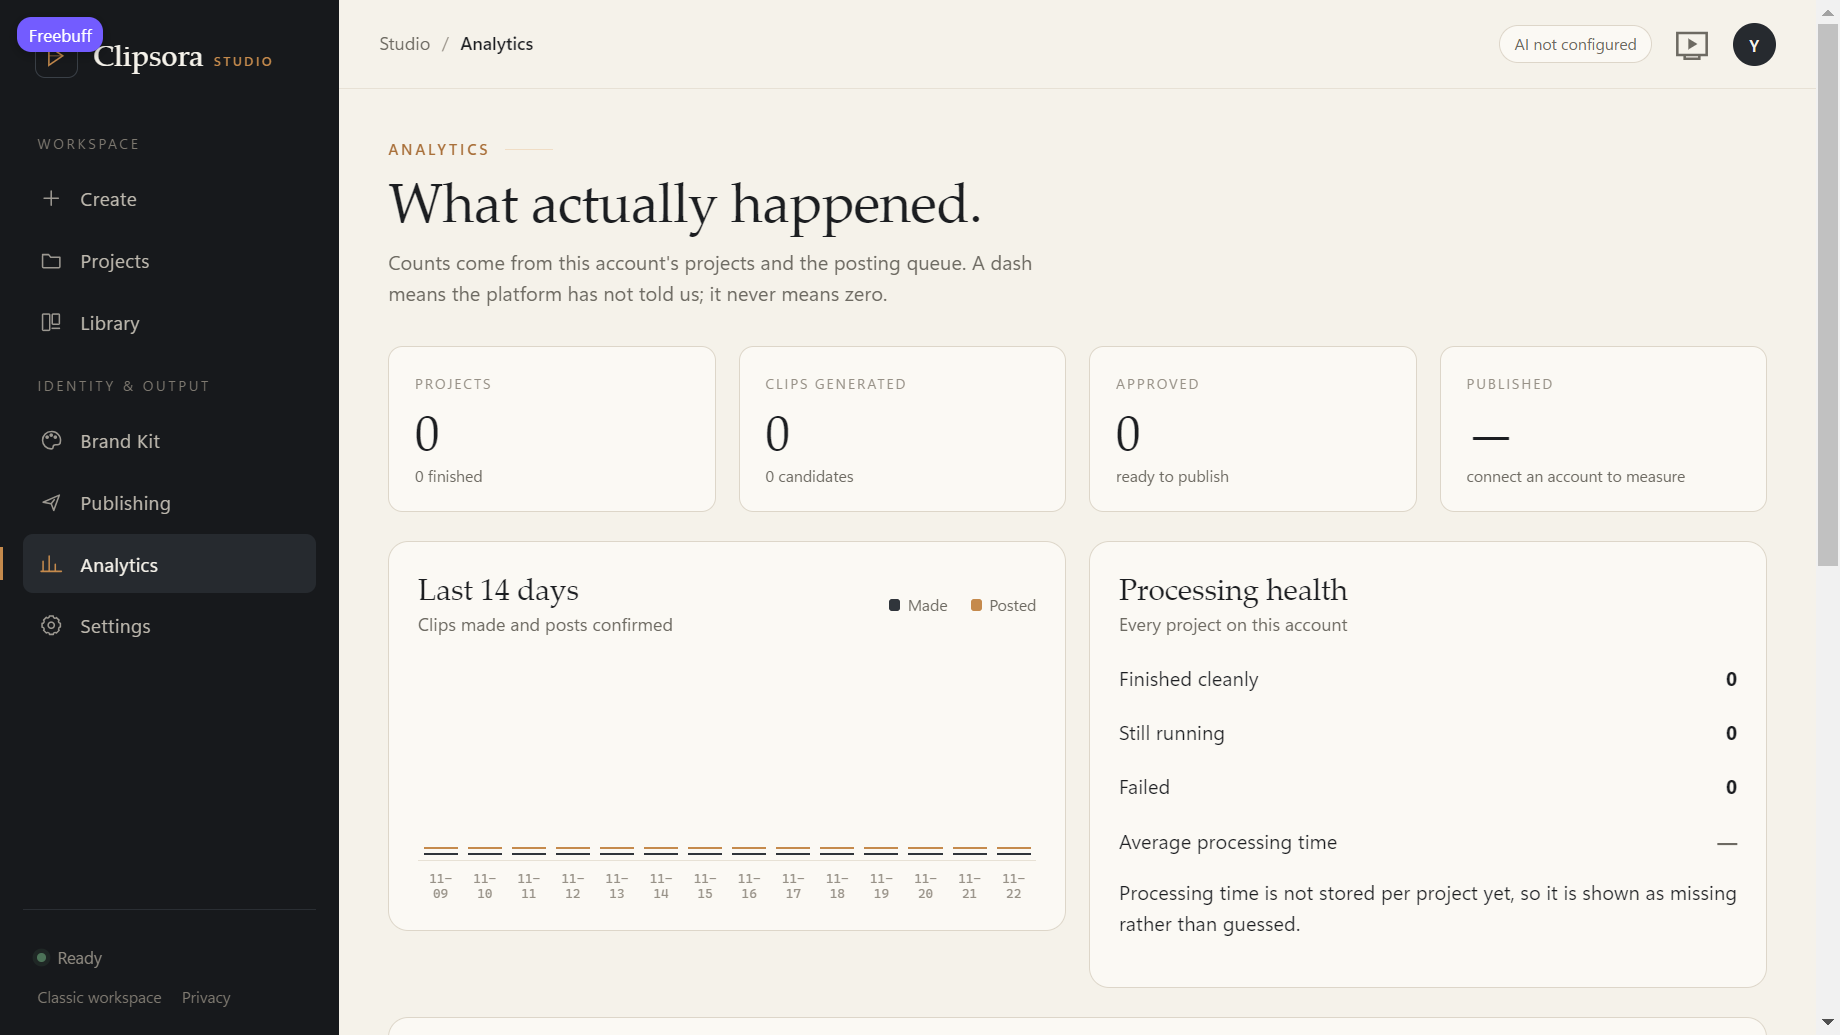 Freebuff
Clipsora STUDIO
WORKSPACE
Create
Projects
Library
IDENTITY & OUTPUT
Brand Kit
Publishing
Analytics
Settings
Ready
Classic workspace Privacy
Studio / Analytics
AI not configured
Y
ANALYTICS
What actually happened.
Counts come from this account's projects and the posting queue. A dash
means the platform has not told us; it never means zero.
PROJECTS
0
0 finished
CLIPS GENERATED
0
0 candidates
APPROVED
0
ready to publish
PUBLISHED
—
connect an account to measure
Last 14 days
Clips made and posts confirmed
Made Posted
11-09 11-10 11-11 11-12 11-13 11-14 11-15 11-16 11-17 11-18 11-19 11-20 11-21 11-22
Processing health
Every project on this account
Finished cleanly 0
Still running 0
Failed 0
Average processing time —
Processing time is not stored per project yet, so it is shown as missing
rather than guessed.